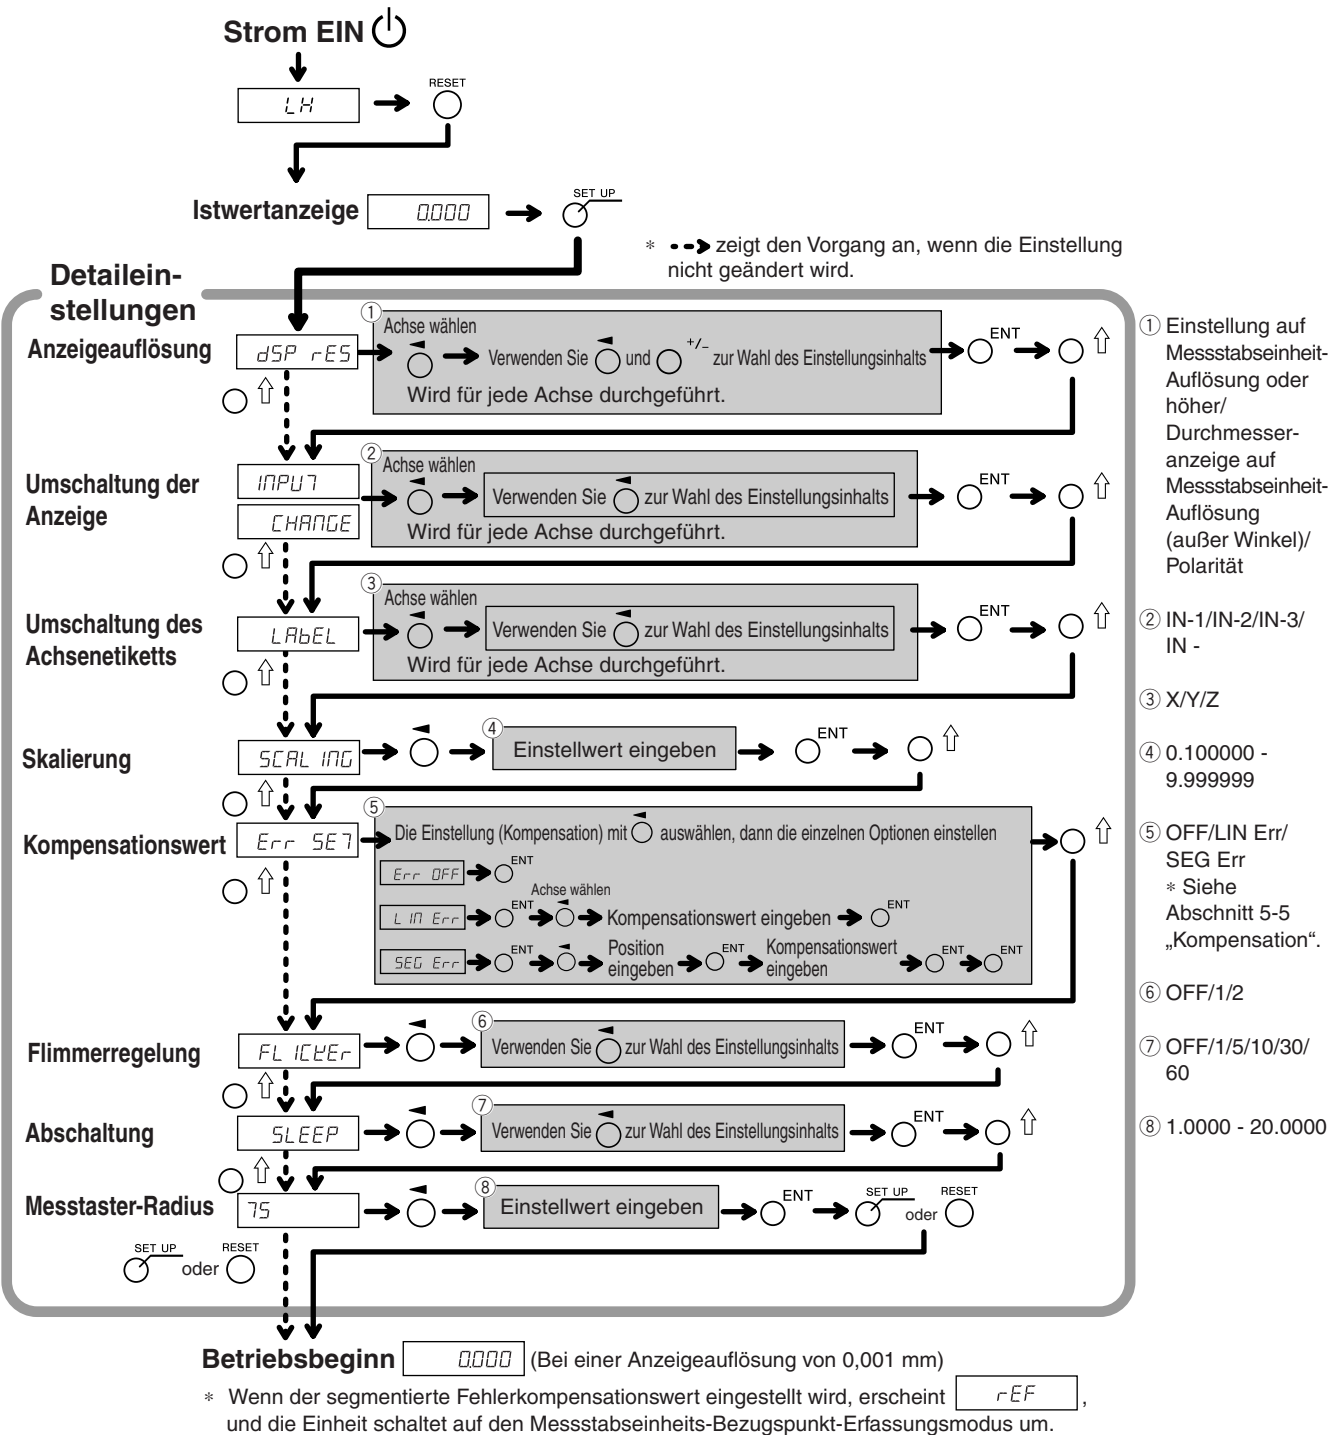 Strom EIN
LH
RESET
Istwertanzeige
0.000
SET UP
* zeigt den Vorgang an, wenn die Einstellung
nicht geändert wird.
Detailein-
stellungen
Anzeigeauflösung
dSP rES
①
Achse wählen
Verwenden Sie und +/− zur Wahl des Einstellungsinhalts
Wird für jede Achse durchgeführt.
ENT
Umschaltung der
Anzeige
INPUT
CHANGE
②
Achse wählen
Verwenden Sie zur Wahl des Einstellungsinhalts
Wird für jede Achse durchgeführt.
ENT
Umschaltung des
Achsenetiketts
LAbEL
③
Achse wählen
Verwenden Sie zur Wahl des Einstellungsinhalts
Wird für jede Achse durchgeführt.
ENT
Skalierung
SCALING
④
Einstellwert eingeben
ENT
Kompensationswert
Err SET
⑤
Die Einstellung (Kompensation) mit auswählen, dann die einzelnen Optionen einstellen
Err OFF ENT
Achse wählen
LIN Err ENT Kompensationswert eingeben ENT
SEG Err ENT Position
eingeben ENT Kompensationswert
eingeben ENT ENT
Flimmerregelung
FLICKEr
⑥
Verwenden Sie zur Wahl des Einstellungsinhalts
ENT
Abschaltung
SLEEP
⑦
Verwenden Sie zur Wahl des Einstellungsinhalts
ENT
Messtaster-Radius
TS
⑧
Einstellwert eingeben
ENT
SET UP oder RESET
SET UP oder RESET
① Einstellung auf
Messstabseinheit-
Auflösung oder
höher/
Durchmesser-
anzeige auf
Messstabseinheit-
Auflösung
(außer Winkel)/
Polarität
② IN-1/IN-2/IN-3/
IN -
③ X/Y/Z
④ 0.100000 -
9.999999
⑤ OFF/LIN Err/
SEG Err
* Siehe
Abschnitt 5-5
„Kompensation“.
⑥ OFF/1/2
⑦ OFF/1/5/10/30/
60
⑧ 1.0000 - 20.0000
Betriebsbeginn 0.000 (Bei einer Anzeigeauflösung von 0,001 mm)
* Wenn der segmentierte Fehlerkompensationswert eingestellt wird, erscheint rEF ,
und die Einheit schaltet auf den Messstabseinheits-Bezugspunkt-Erfassungsmodus um.